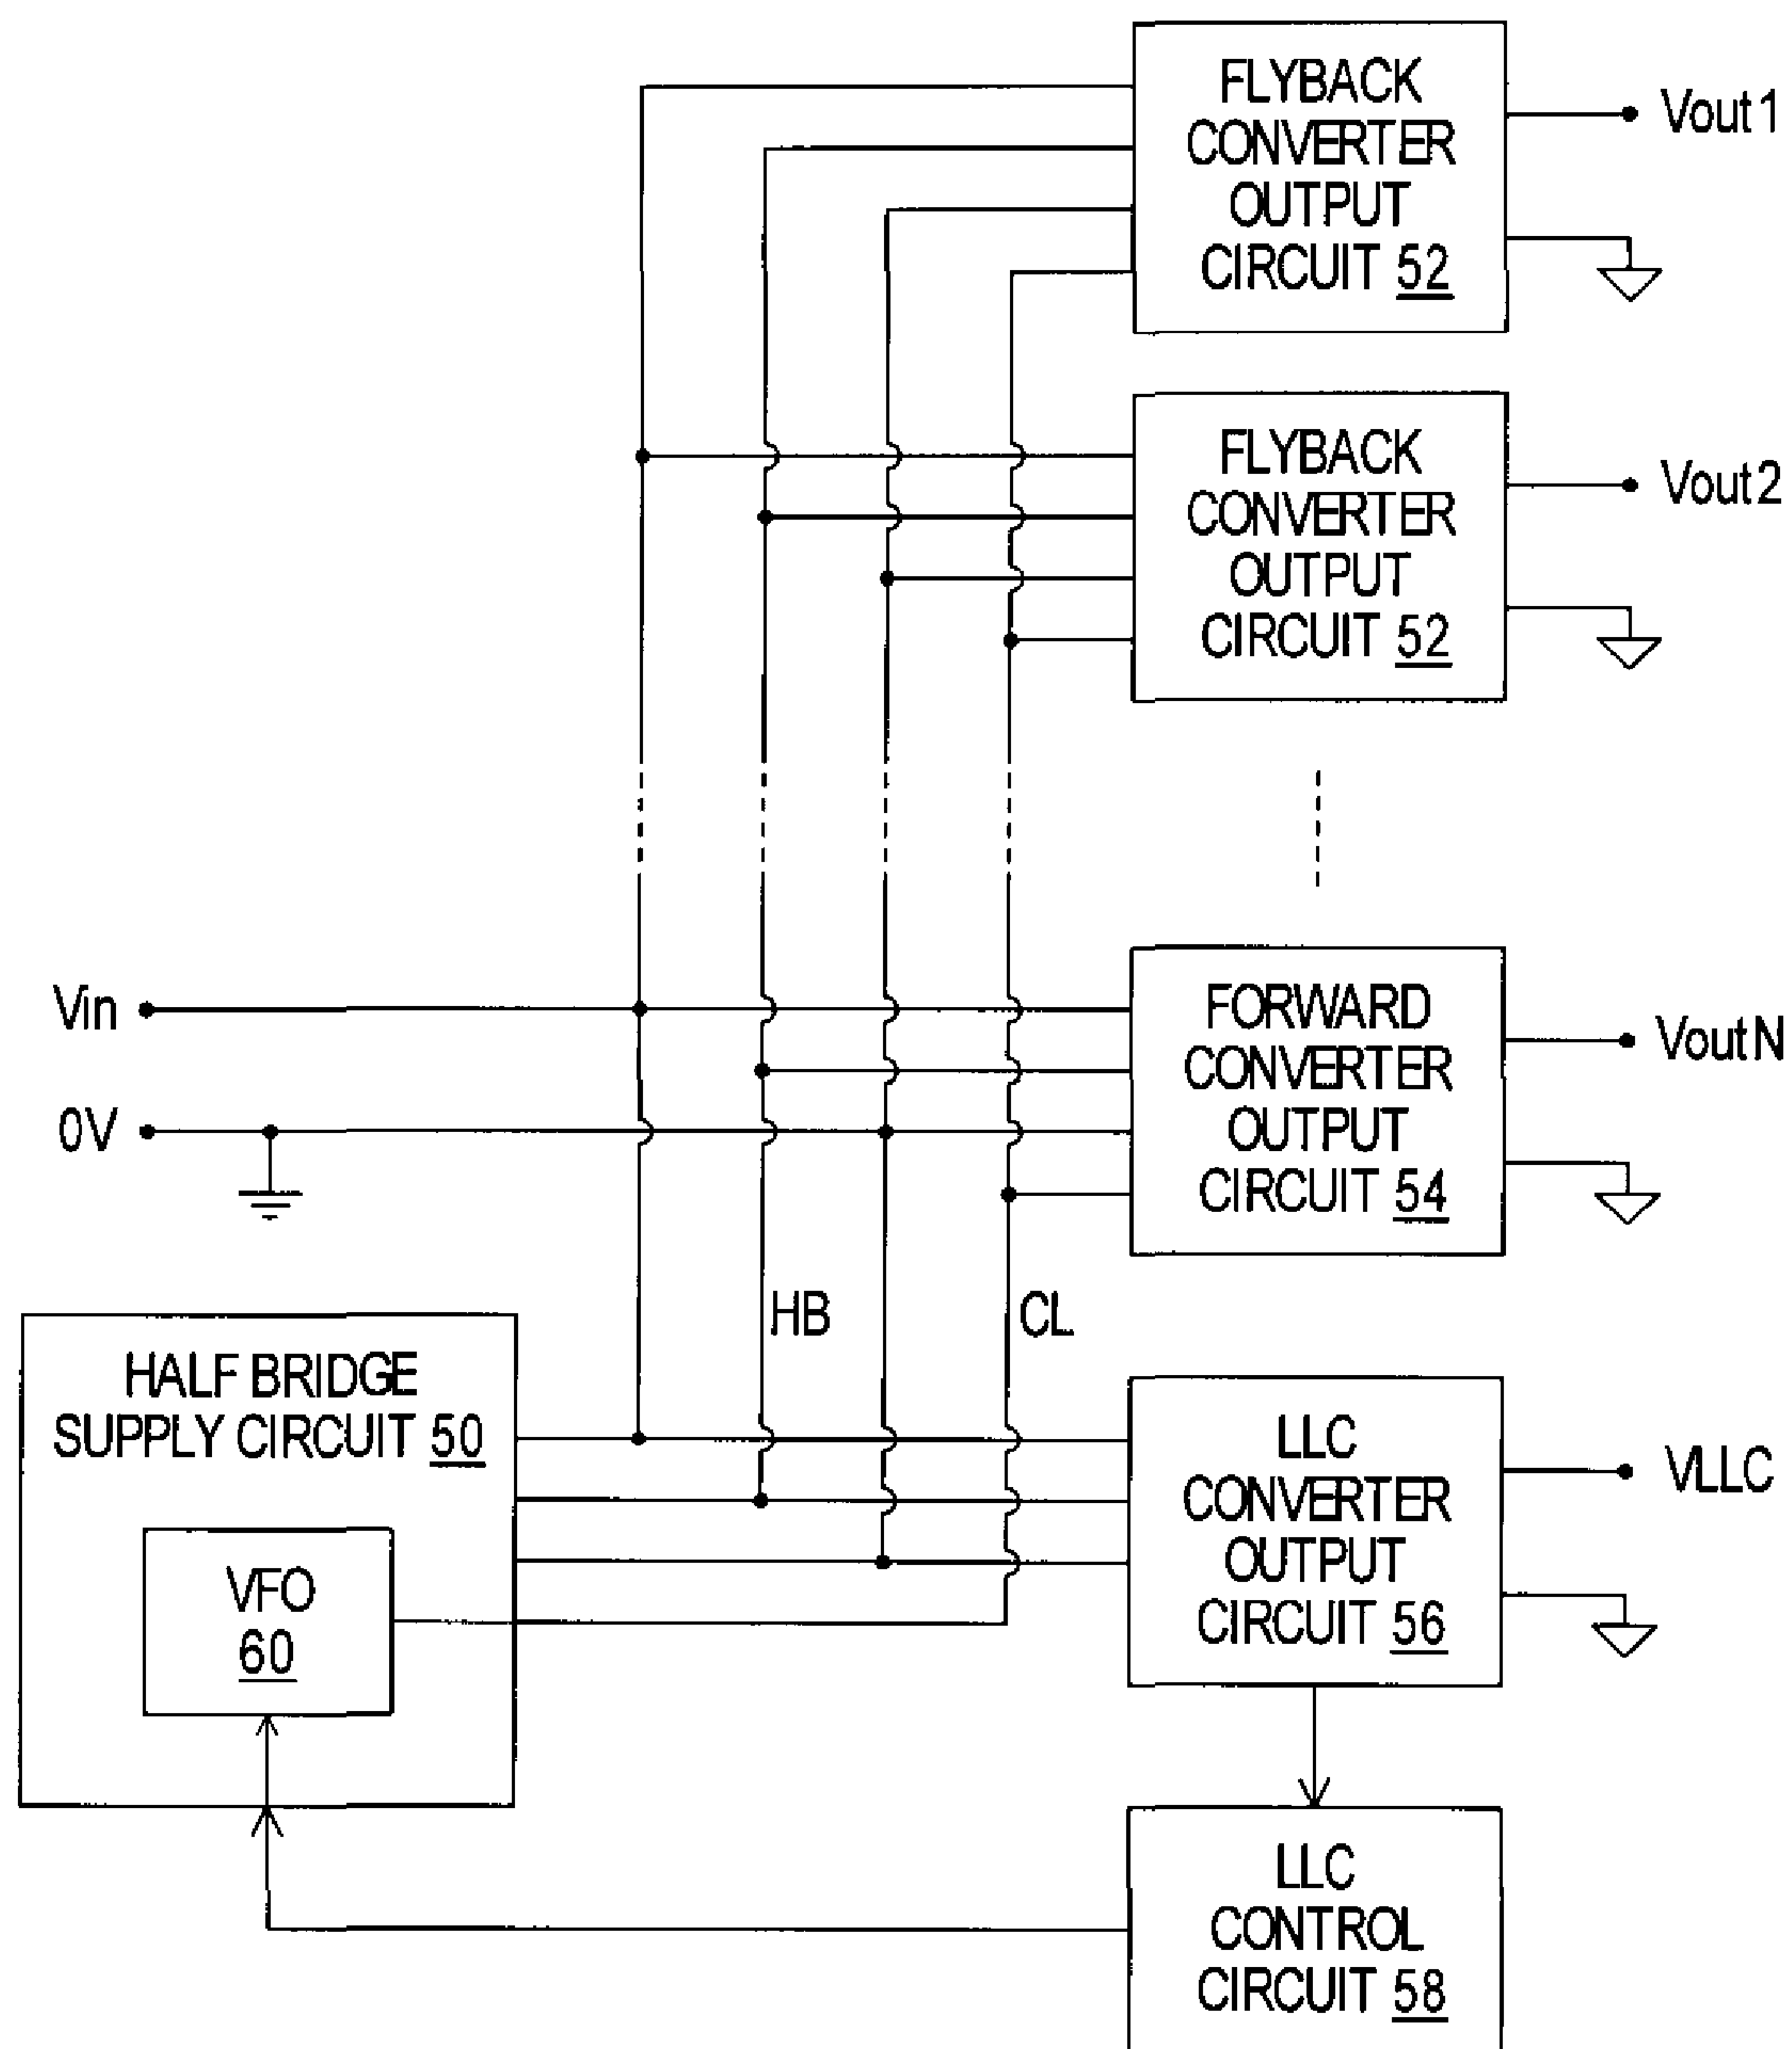 FLYBACK
CONVERTER
OUTPUT
CIRCUIT 52
Vout1
FLYBACK
CONVERTER
OUTPUT
CIRCUIT 52
Vout2
Vin
0V
FORWARD
CONVERTER
OUTPUT
CIRCUIT 54
VoutN
HB
CL
HALF BRIDGE
SUPPLY CIRCUIT 50
VFO
60
LLC
CONVERTER
OUTPUT
CIRCUIT 56
VLLC
LLC
CONTROL
CIRCUIT 58